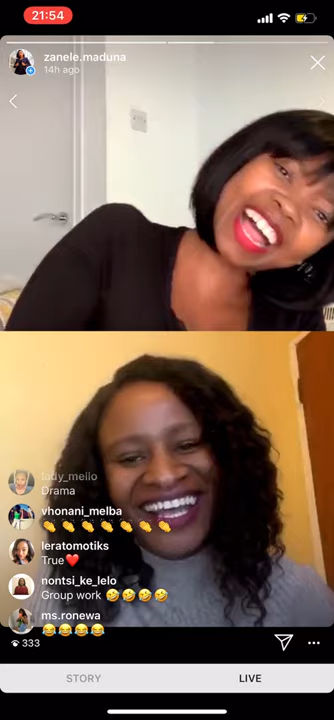 21:54
zanele.maduna
14h ago
lady_mello
Drama
vhonani_melba
👏👏👏👏👏👏👏
leratomotiks
True❤️
nontsi_ke_lelo
Group work 🤣🤣🤣🤣
ms.ronewa
😂😂😂😂
333
STORY
LIVE